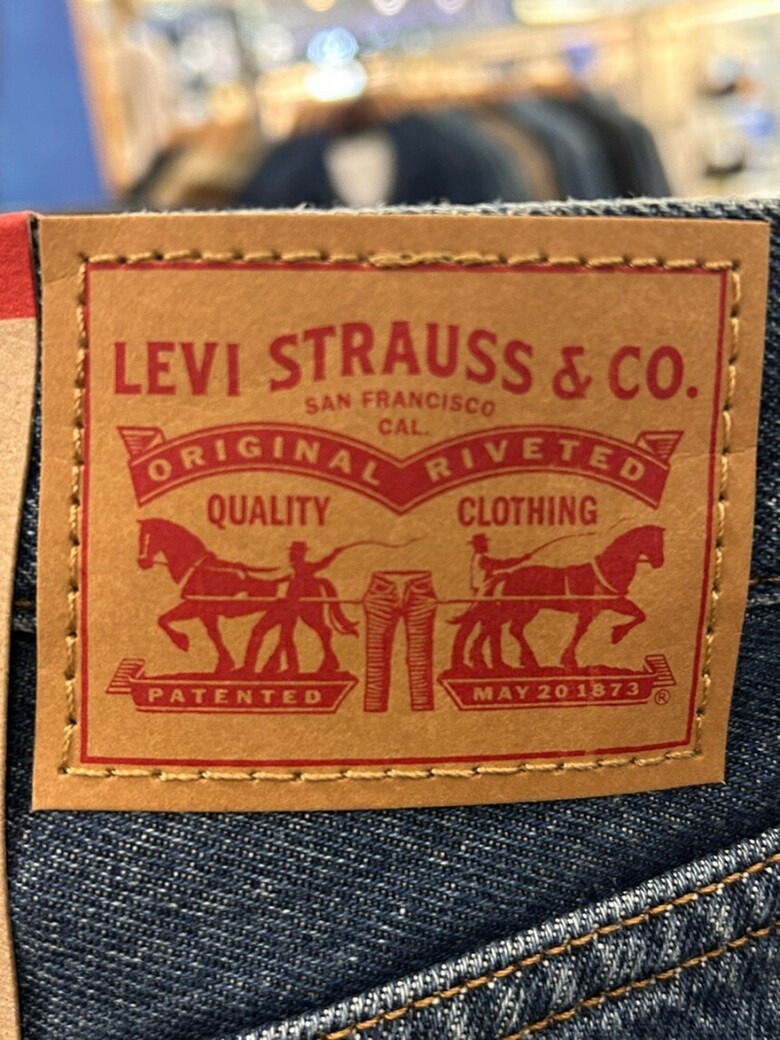 LEVI STRAUSS & CO.
SAN FRANCISCO
CAL.
ORIGINAL RIVETED
QUALITY CLOTHING
PATENTED MAY 20 1873 ®